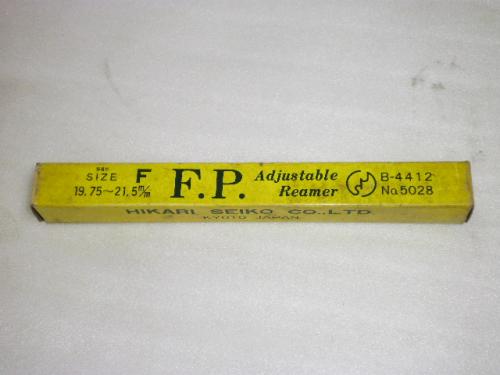 SIZE F
19.75~21.5m/m
F.P.
Adjustable
Reamer
B-4412
No.5028
HIKARI SEIKO CO.,LTD.
KYOTO JAPAN